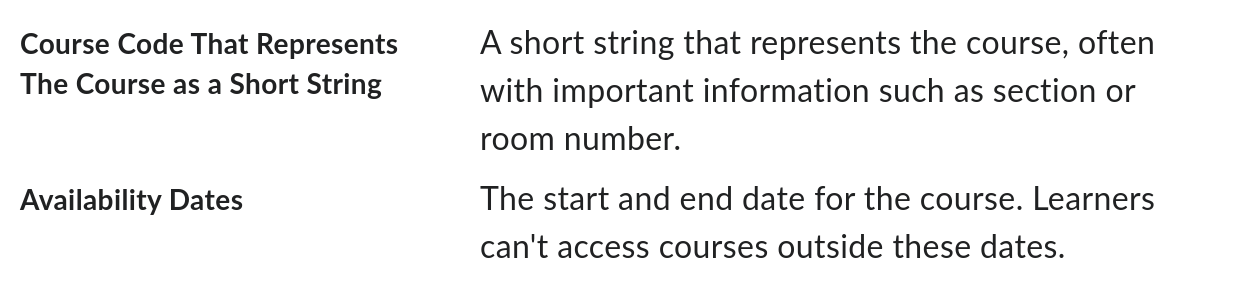 Course Code That Represents
The Course as a Short String
A short string that represents the course, often
with important information such as section or
room number.
Availability Dates
The start and end date for the course. Learners
can't access courses outside these dates.